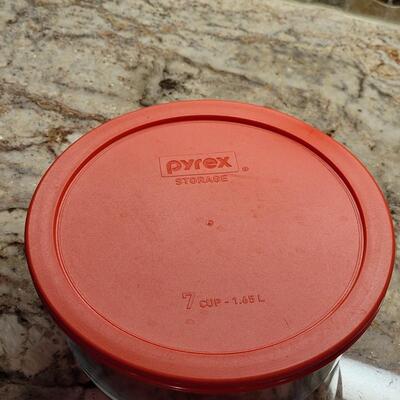 pyrex®
STORAGE
7 CUP - 1.65 L